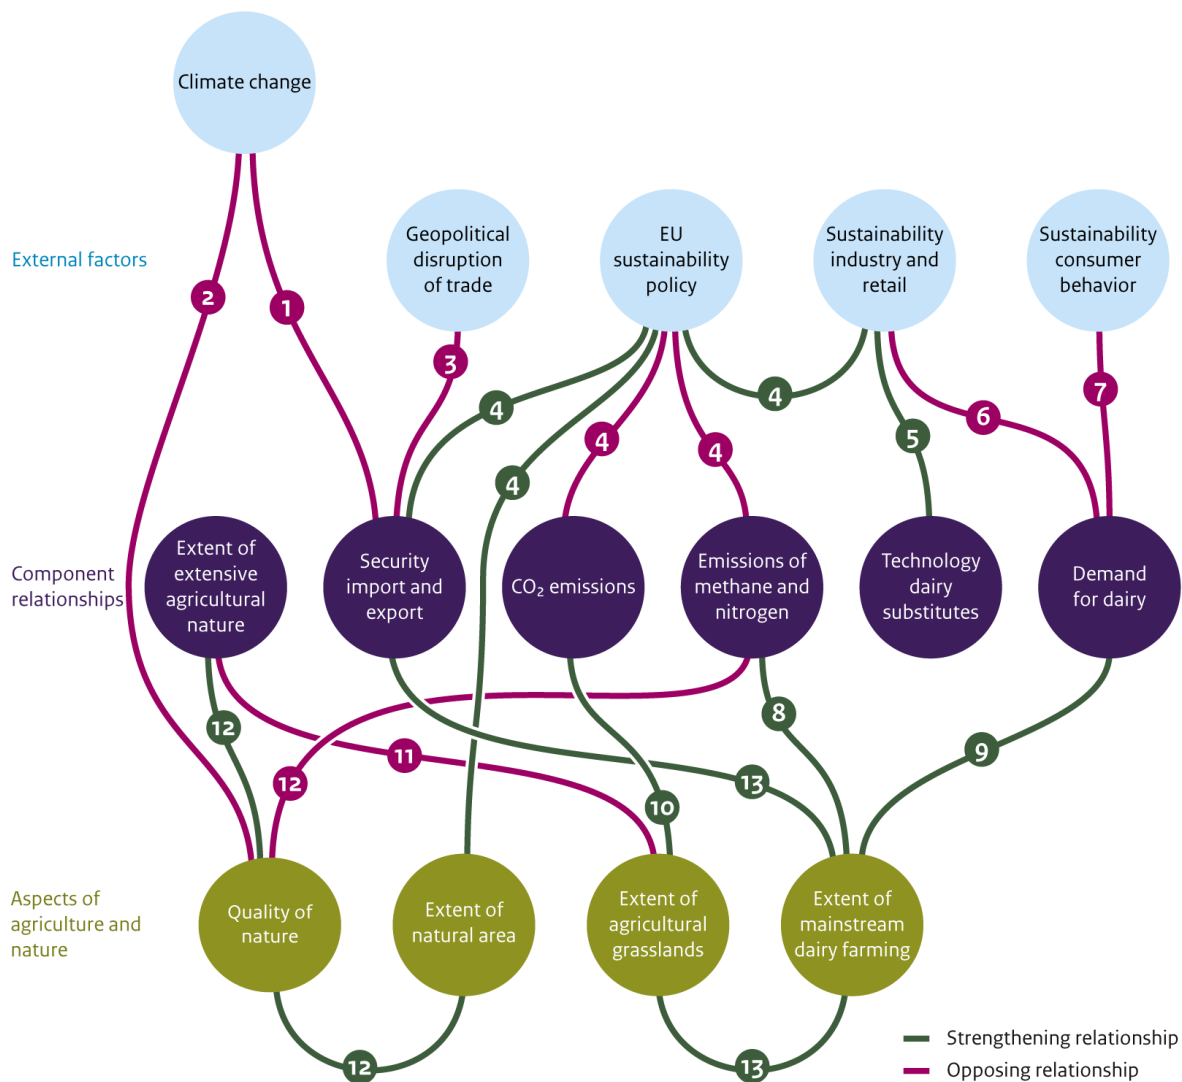 Climate change
Geopolitical
disruption
of trade
EU
sustainability
policy
Sustainability
industry and
retail
Sustainability
consumer
behavior
External factors
2
1
3
4
4
4
4
4
5
6
7
Component
relationships
Extent of
extensive
agricultural
nature
Security
import and
export
CO₂ emissions
Emissions of
methane and
nitrogen
Technology
dairy
substitutes
Demand
for dairy
12
12
11
13
10
8
9
Aspects of
agriculture and
nature
Quality of
nature
Extent of
natural area
Extent of
agricultural
grasslands
Extent of
mainstream
dairy farming
12
13
Strengthening relationship
Opposing relationship